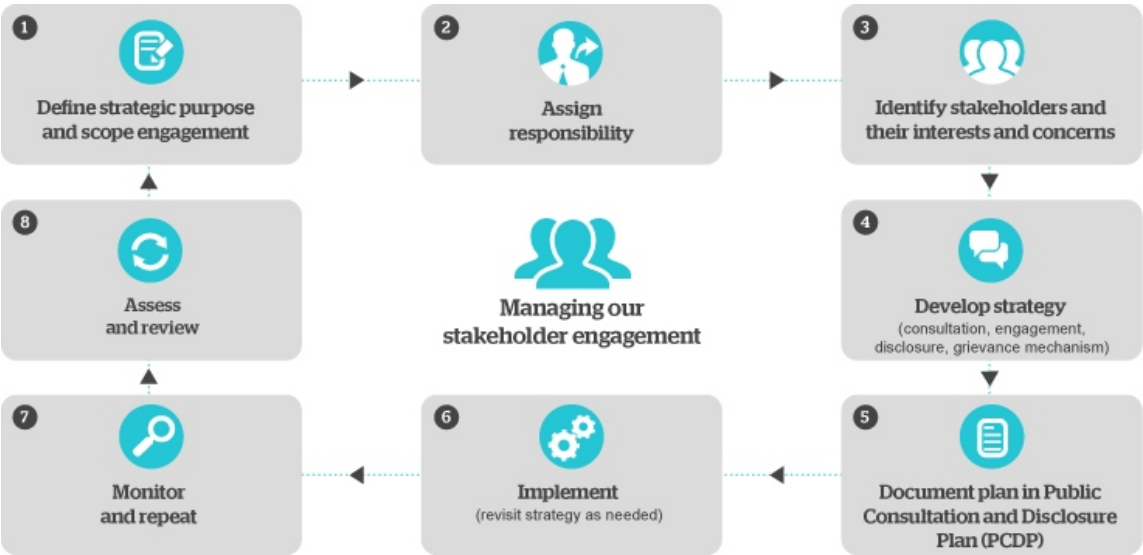 1
Define strategic purpose
and scope engagement
2
Assign
responsibility
3
Identify stakeholders and
their interests and concerns
8
Assess
and review
Managing our
stakeholder engagement
4
Develop strategy
(consultation, engagement,
disclosure, grievance mechanism)
7
Monitor
and repeat
6
Implement
(revisit strategy as needed)
5
Document plan in Public
Consultation and Disclosure
Plan (PCDP)